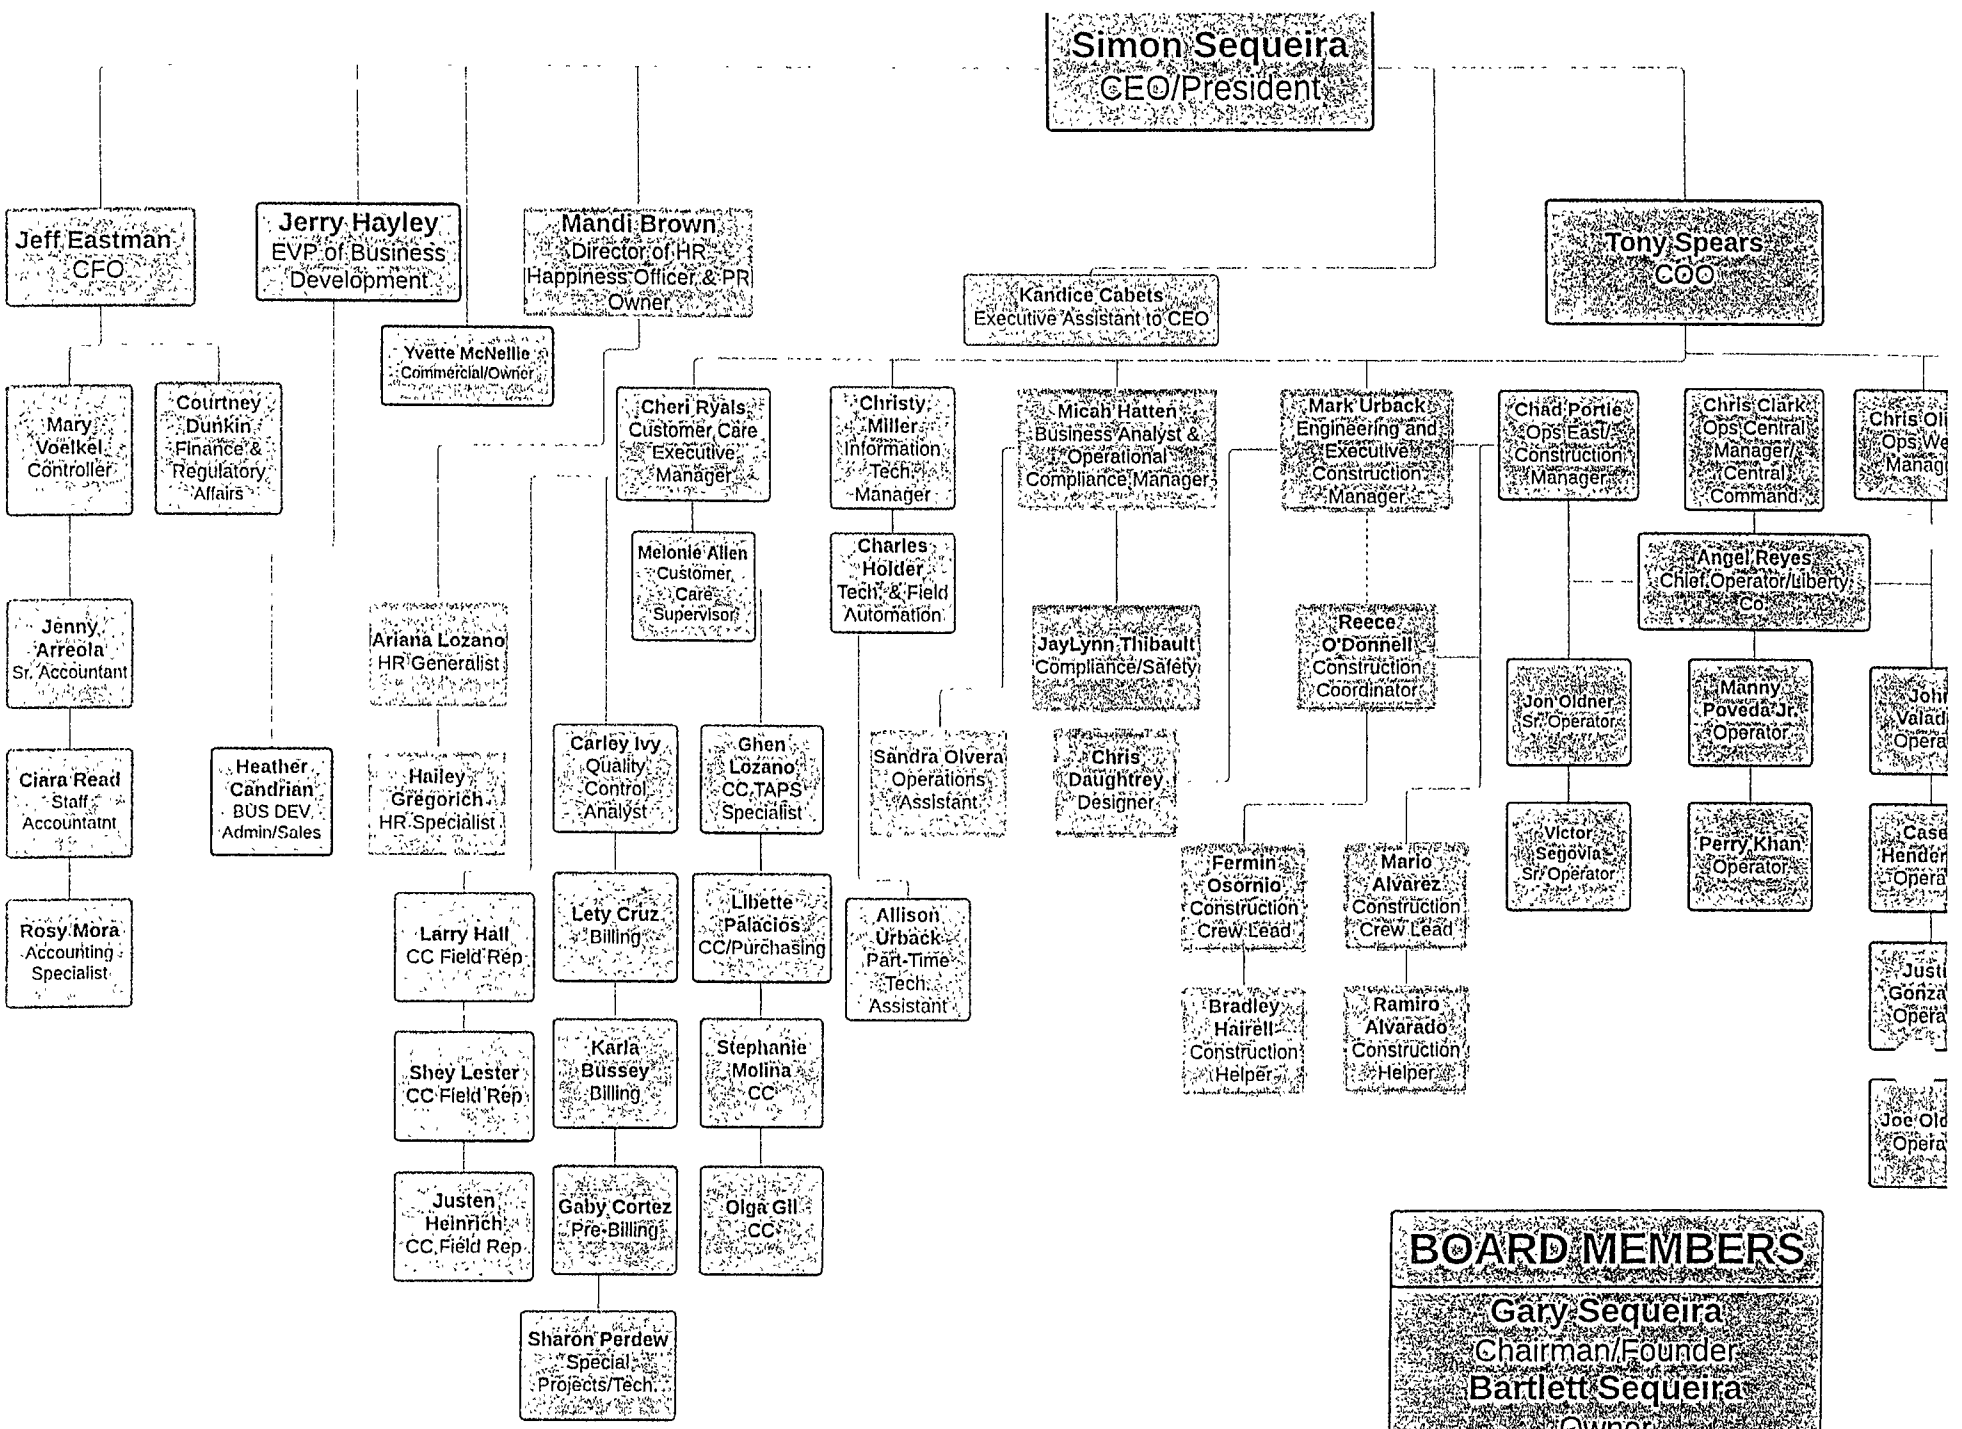 Simon Sequeira
CEO/President
Jeff Eastman
CFO
Jerry Hayley
EVP of Business
Development
Mandi Brown
Director of HR
Happiness Officer & PR
Owner
Yvette McNellie
Commercial/Owner
Kandice Cabets
Executive Assistant to CEO
Tony Spears
COO
Mary
Voelkel
Controller
Courtney
Dunkin
Finance &
Regulatory
Affairs
Cheri Ryals
Customer Care
Executive
Manager
Christy
Miller
Information
Tech.
Manager
Micah Hatten
Business Analyst &
Operational
Compliance Manager
Mark Urback
Engineering and
Executive
Construction
Manager
Chad Portie
Ops East/
Construction
Manager
Chris Clark
Ops Central
Manager/
Central
Command
Chris
Ops
Melonie Allen
Customer
Care
Supervisor
Charles
Holder
Tech. & Field
Automation
Angel Reyes
Chief Operator/Liberty
Co.
Jenny
Arreola
Sr. Accountant
Ariana Lozano
HR Generalist
JayLynn Thibault
Compliance/Safety
Reece
O'Donnell
Construction
Coordinator
Jon Oldner
Sr. Operator
Manny
Poveda Jr.
Operator
Ciara Read
Staff
Accountatnt
Heather
Candrian
BUS DEV
Admin/Sales
Hailey
Gregorich
HR Specialist
Carley Ivy
Quality
Control
Analyst
Ghen
Lozano
CC,TAPS
Specialist
Sandra Olvera
Operations
Assistant
Chris
Daughtrey
Designer
Victor
Segovia
Sr. Operator
Perry Khan
Operator
Rosy Mora
Accounting
Specialist
Larry Hall
CC Field Rep
Lety Cruz
Billing
Libette
Palacios
CC/Purchasing
Allison
Urback
Part-Time
Tech.
Assistant
Fermin
Osornio
Construction
Crew Lead
Mario
Alvarez
Construction
Crew Lead
Shey Lester
CC Field Rep
Karla
Bussey
Billing
Stephanie
Molina
CC
Bradley
Hairell
Construction
Helper
Ramiro
Alvarado
Construction
Helper
Justen
Heinrich
CC Field Rep
Gaby Cortez
Pre-Billing
Olga Gil
CC
Joe
Sharon Perdew
Special
Projects/Tech.
BOARD MEMBERS
Gary Sequeira
Chairman/Founder
Bartlett Sequeira
Owner